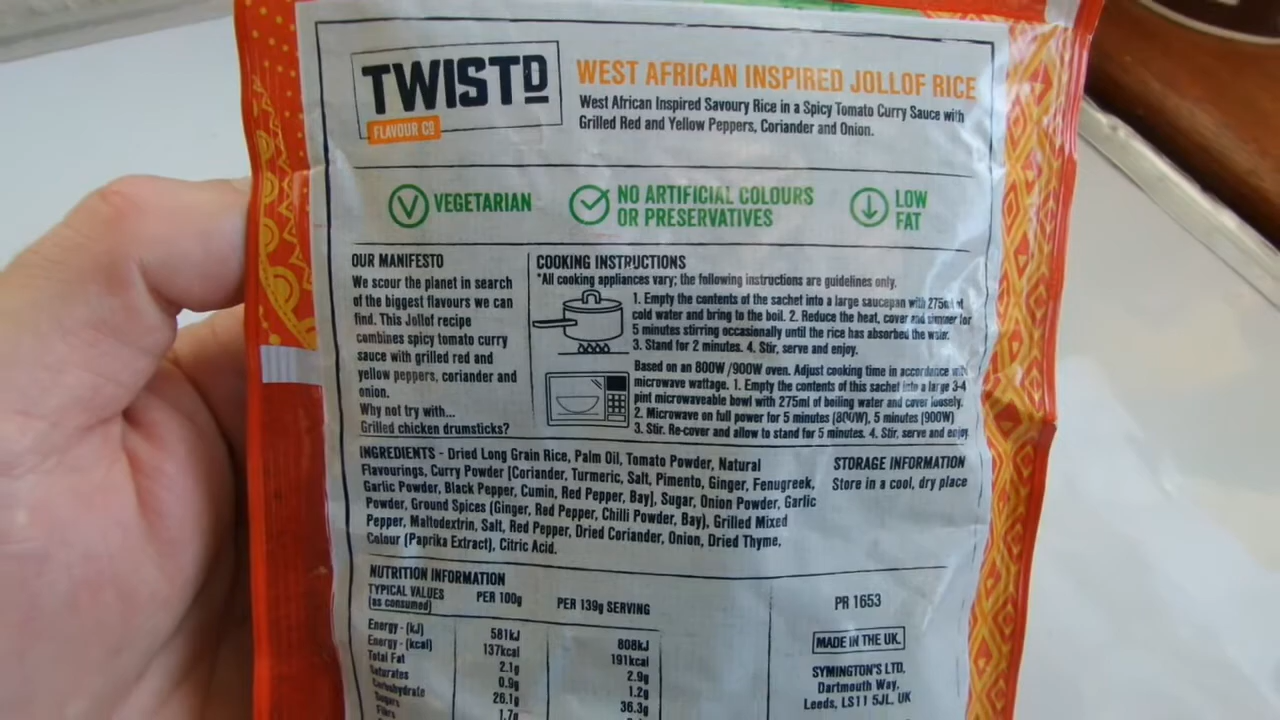 TWISTD
FLAVOUR CO
WEST AFRICAN INSPIRED JOLLOF RICE
West African Inspired Savoury Rice in a Spicy Tomato Curry Sauce with
Grilled Red and Yellow Peppers, Coriander and Onion.
V VEGETARIAN
NO ARTIFICIAL COLOURS
OR PRESERVATIVES
LOW
FAT
OUR MANIFESTO
We scour the planet in search
of the biggest flavours we can
find. This Jollof recipe
combines spicy tomato curry
sauce with grilled red and
yellow peppers, coriander and
onion.
Why not try with...
Grilled chicken drumsticks?
COOKING INSTRUCTIONS
*All cooking appliances vary; the following instructions are guidelines only.
1. Empty the contents of the sachet into a large saucepan with 275ml of
cold water and bring to the boil. 2. Reduce the heat, cover and simmer for
5 minutes stirring occasionally until the rice has absorbed the water.
3. Stand for 2 minutes. 4. Stir, serve and enjoy.
Based on an 800W /900W oven. Adjust cooking time in accordance with
microwave wattage. 1. Empty the contents of this sachet into a large 3-4
pint microwaveable bowl with 275ml of boiling water and cover loosely.
2. Microwave on full power for 5 minutes (800W), 5 minutes (900W)
3. Stir. Re-cover and allow to stand for 5 minutes. 4. Stir, serve and enjoy.
INGREDIENTS - Dried Long Grain Rice, Palm Oil, Tomato Powder, Natural
Flavourings, Curry Powder [Coriander, Turmeric, Salt, Pimento, Ginger, Fenugreek,
Garlic Powder, Black Pepper, Cumin, Red Pepper, Bay], Sugar, Onion Powder, Garlic
Powder, Ground Spices (Ginger, Red Pepper, Chilli Powder, Bay), Grilled Mixed
Pepper, Maltodextrin, Salt, Red Pepper, Dried Coriander, Onion, Dried Thyme,
Colour (Paprika Extract), Citric Acid.
STORAGE INFORMATION
Store in a cool, dry place
NUTRITION INFORMATION
TYPICAL VALUES PER 100g PER 139g SERVING
(as consumed)
Energy - (kJ) 581kJ 808kJ
Energy - (kcal) 137kcal 191kcal
Total Fat 2.1g 2.9g
Saturates 0.9g 1.2g
Carbohydrate 26.1g 36.3g
Sugars 1.7g
Fibre
PR 1653
MADE IN THE UK.
SYMINGTON'S LTD,
Dartmouth Way,
Leeds, LS11 5JL, UK